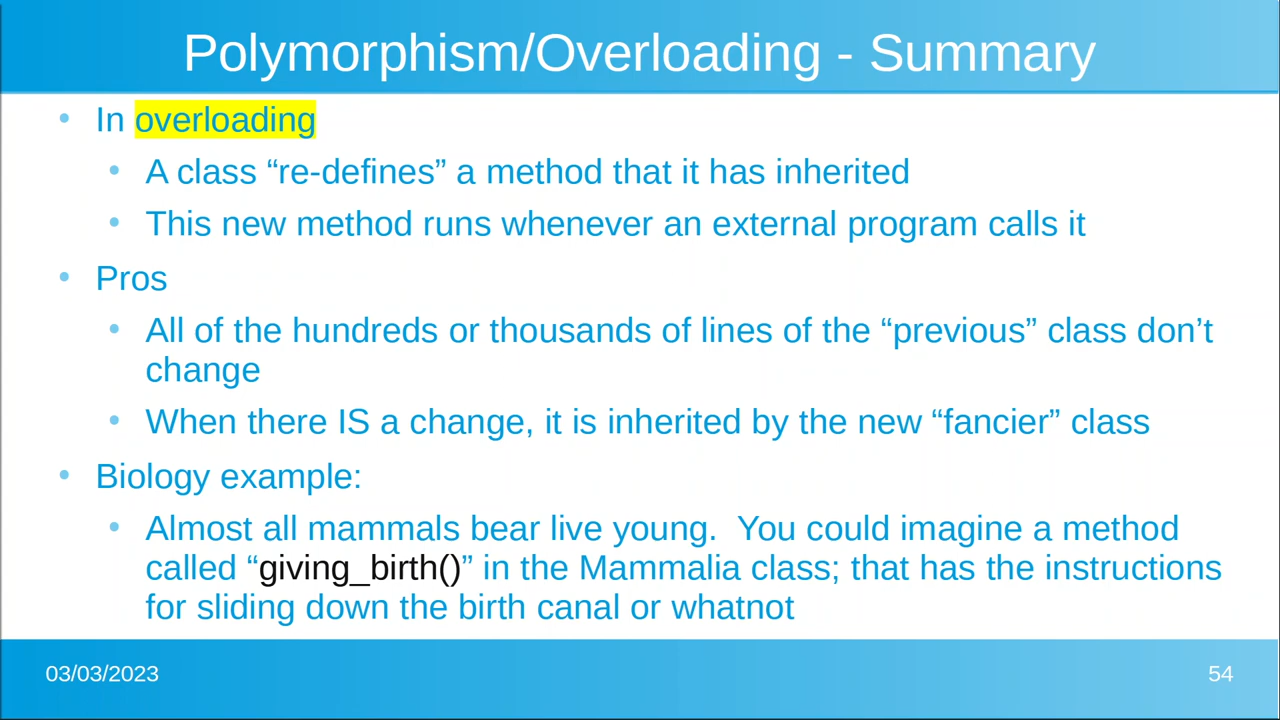 Polymorphism/Overloading - Summary
• In overloading
• A class “re-defines” a method that it has inherited
• This new method runs whenever an external program calls it
• Pros
• All of the hundreds or thousands of lines of the “previous” class don’t
change
• When there IS a change, it is inherited by the new “fancier” class
• Biology example:
• Almost all mammals bear live young.  You could imagine a method
called “giving_birth()” in the Mammalia class; that has the instructions
for sliding down the birth canal or whatnot
03/03/2023
54